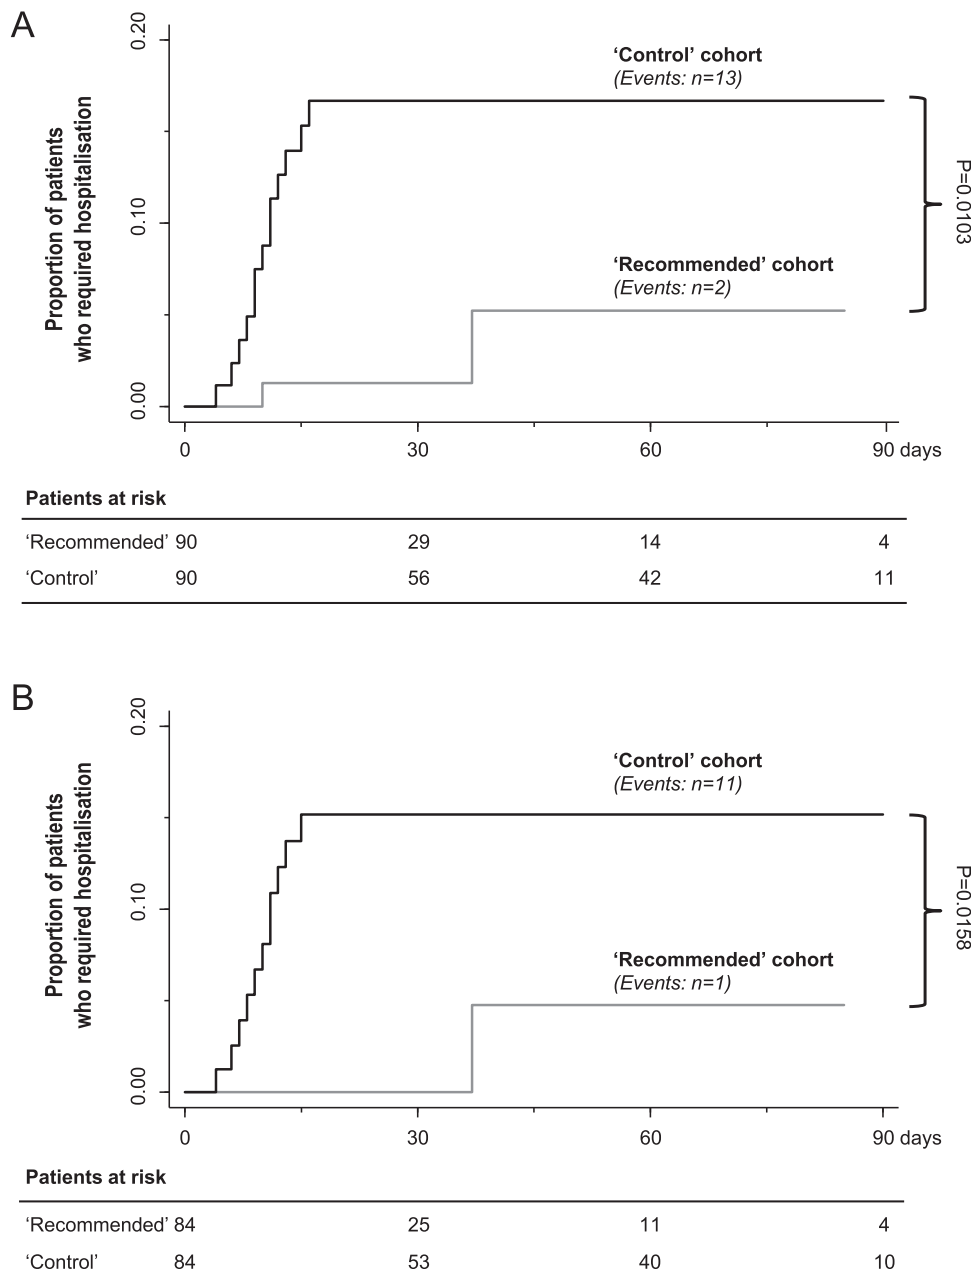 A
0.20
0.10
0.00
Proportion of patients
who required hospitalisation
‘Control’ cohort
(Events: n=13)
‘Recommended’ cohort
(Events: n=2)
P=0.0103
0 30 60 90 days
Patients at risk
‘Recommended’ 90 29 14 4
‘Control’ 90 56 42 11
B
0.20
0.10
0.00
Proportion of patients
who required hospitalisation
‘Control’ cohort
(Events: n=11)
‘Recommended’ cohort
(Events: n=1)
P=0.0158
0 30 60 90 days
Patients at risk
‘Recommended’ 84 25 11 4
‘Control’ 84 53 40 10